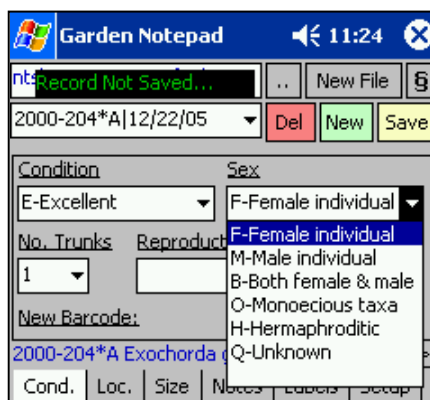 Garden Notepad 11:24
Record Not Saved... .. New File §
2000-204*A|12/22/05 Del New Save
Condition Sex
E-Excellent F-Female individual
F-Female individual
No. Trunks M-Male individual
1 B-Both female & male
O-Monoecious taxa
New Barcode: H-Hermaphroditic
2000-204*A Exochorda Q-Unknown
Cond. Loc. Size